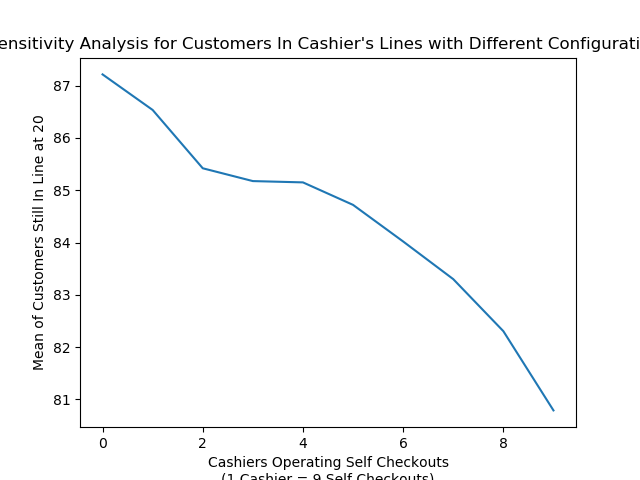 ensitivity Analysis for Customers In Cashier's Lines with Different Configurati
87
86
85
84
83
82
81
Mean of Customers Still In Line at 20
0 2 4 6 8
Cashiers Operating Self Checkouts
(1 Cashier = 9 Self Checkouts)